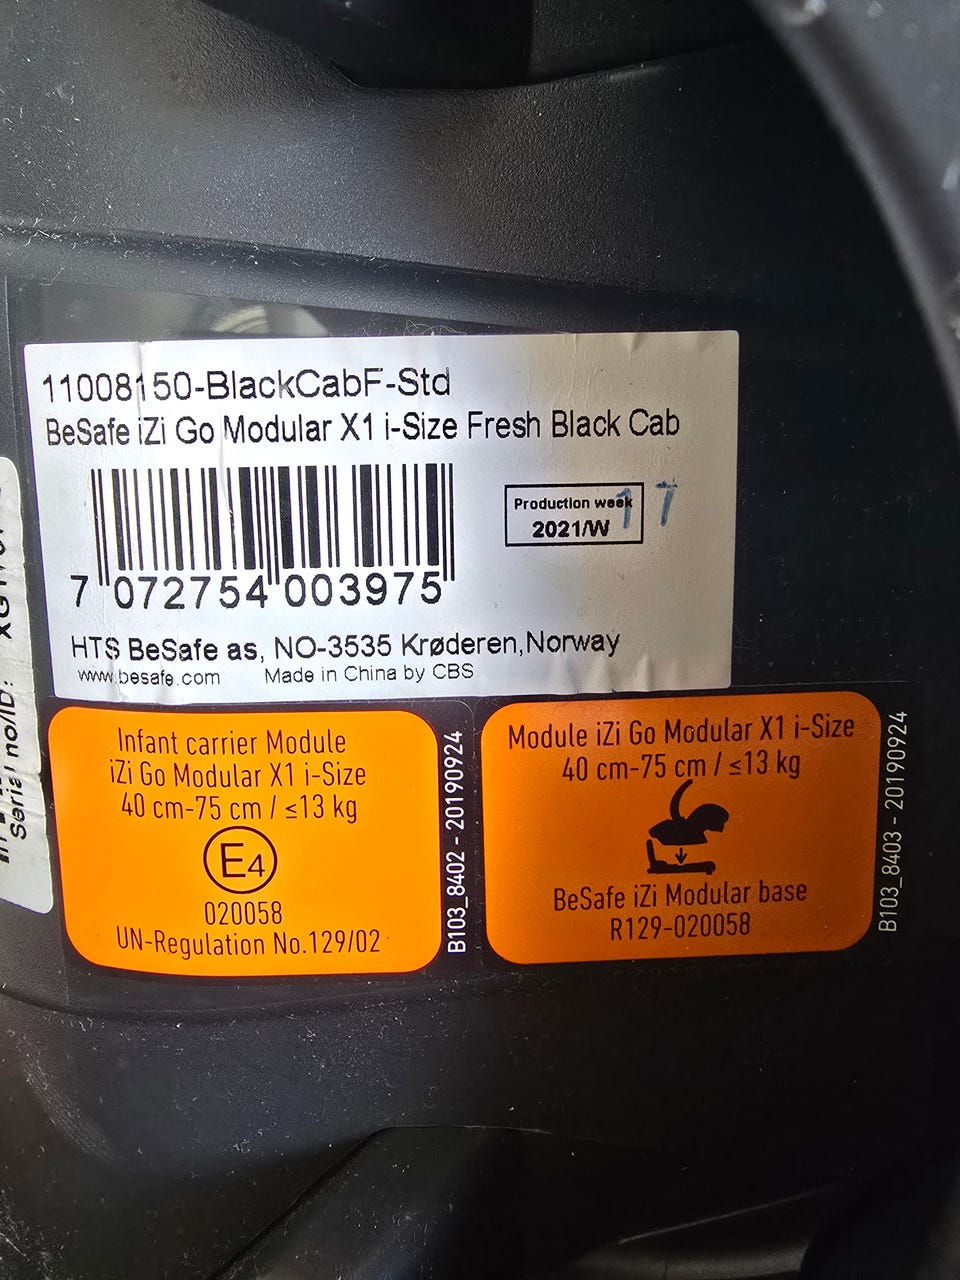 11008150-BlackCabF-Std
BeSafe iZi Go Modular X1 i-Size Fresh Black Cab
Production week 17
2021/W
7 072754 003975
HTS BeSafe as, NO-3535 Krøderen,Norway
www.besafe.com Made in China by CBS
Serial no/ID:
Infant carrier Module
iZi Go Modular X1 i-Size
40 cm-75 cm / ≤13 kg
E4
020058
UN-Regulation No.129/02
B103_8402 - 20190924
Module iZi Go Modular X1 i-Size
40 cm-75 cm / ≤13 kg
BeSafe iZi Modular base
R129-020058
B103_8403 - 20190924